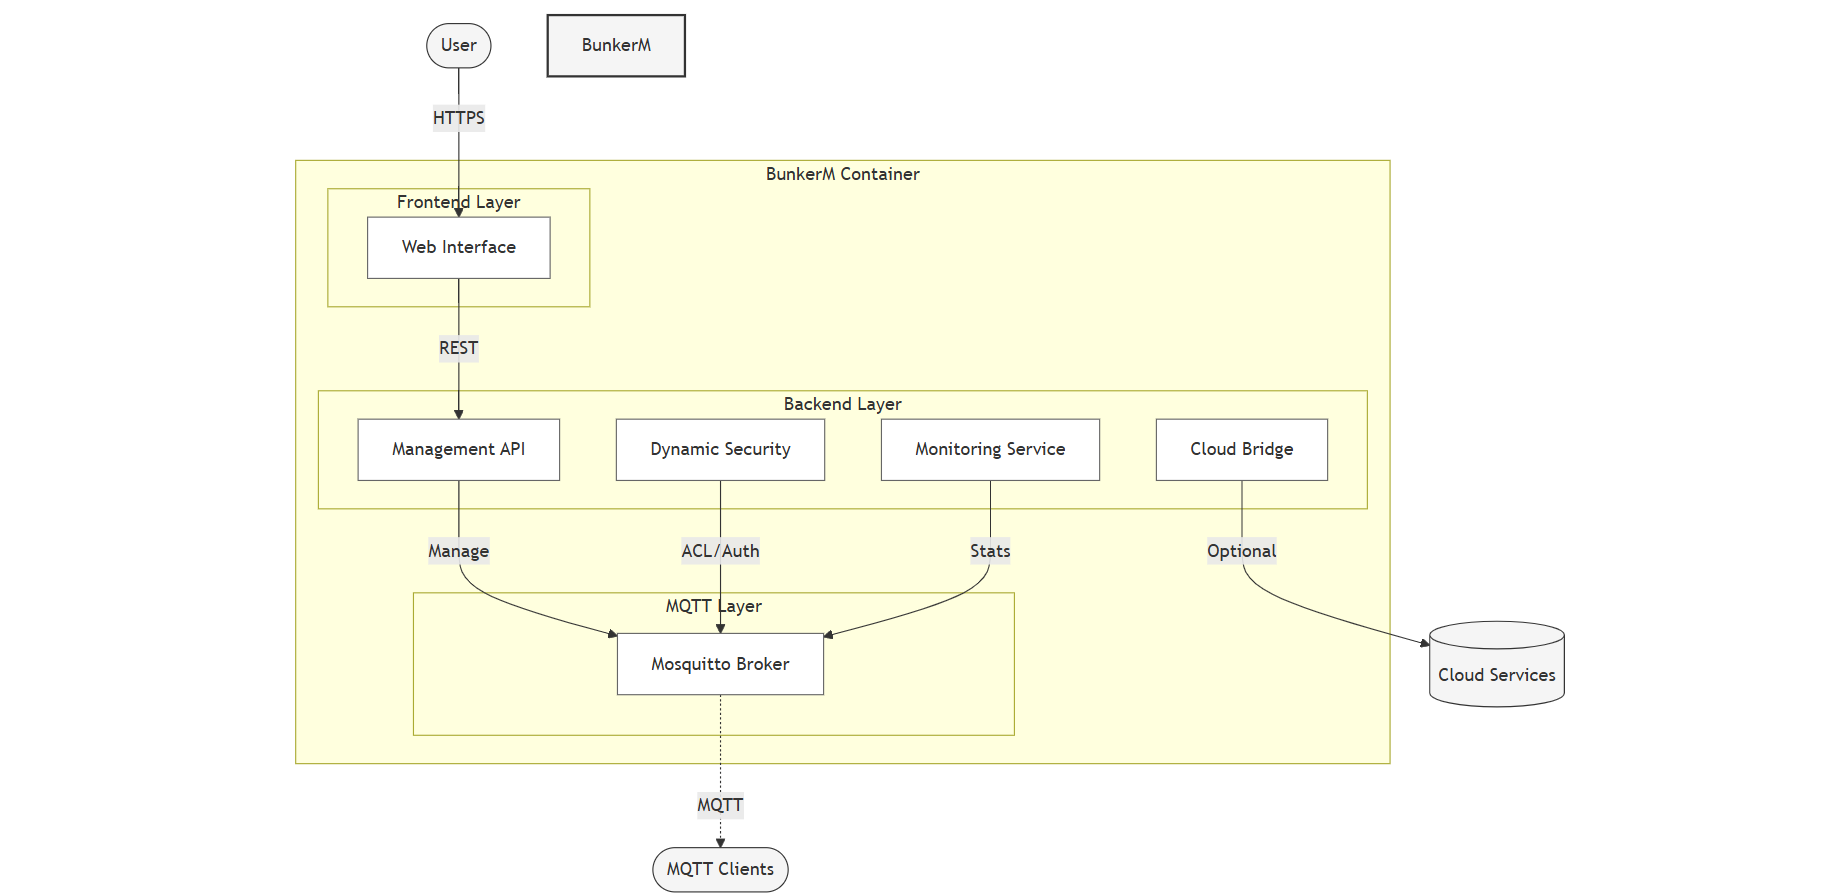 User
BunkerM
HTTPS
BunkerM Container
Frontend Layer
Web Interface
REST
Backend Layer
Management API
Dynamic Security
Monitoring Service
Cloud Bridge
Manage
ACL/Auth
Stats
Optional
MQTT Layer
Mosquitto Broker
Cloud Services
MQTT
MQTT Clients